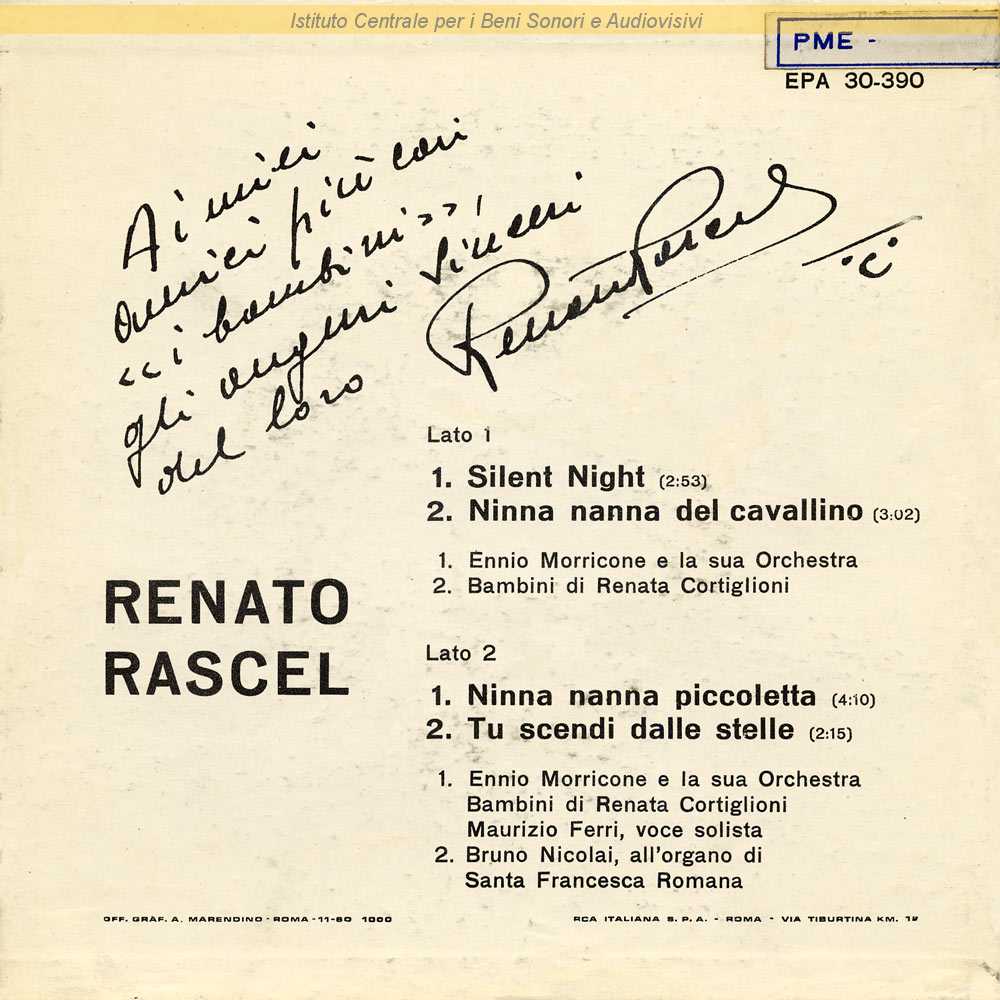 Istituto Centrale per i Beni Sonori e Audiovisivi
PME -
EPA 30-390
Ai miei
amici più cari
«i bambini»,
gli auguri sinceri
del loro
Renato Rascel
Lato 1
1. Silent Night (2:53)
2. Ninna nanna del cavallino (3:02)
1. Ennio Morricone e la sua Orchestra
2. Bambini di Renata Cortiglioni
RENATO
RASCEL
Lato 2
1. Ninna nanna piccoletta (4:10)
2. Tu scendi dalle stelle (2:15)
1. Ennio Morricone e la sua Orchestra
Bambini di Renata Cortiglioni
Maurizio Ferri, voce solista
2. Bruno Nicolai, all'organo di
Santa Francesca Romana
OFF. GRAF. A. MARENDINO - ROMA - 11-60 1000
RCA ITALIANA S. P. A. - ROMA - VIA TIBURTINA KM. 12